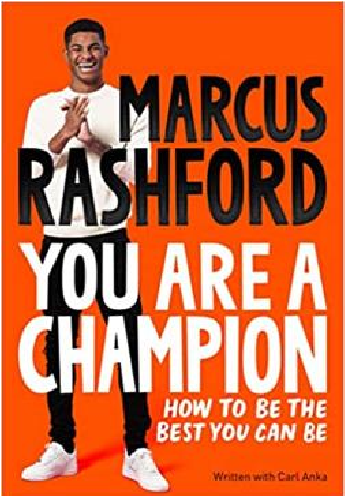 MARCUS
RASHFORD
YOU ARE A
CHAMPION
HOW TO BE THE
BEST YOU CAN BE
Written with Carl Anka